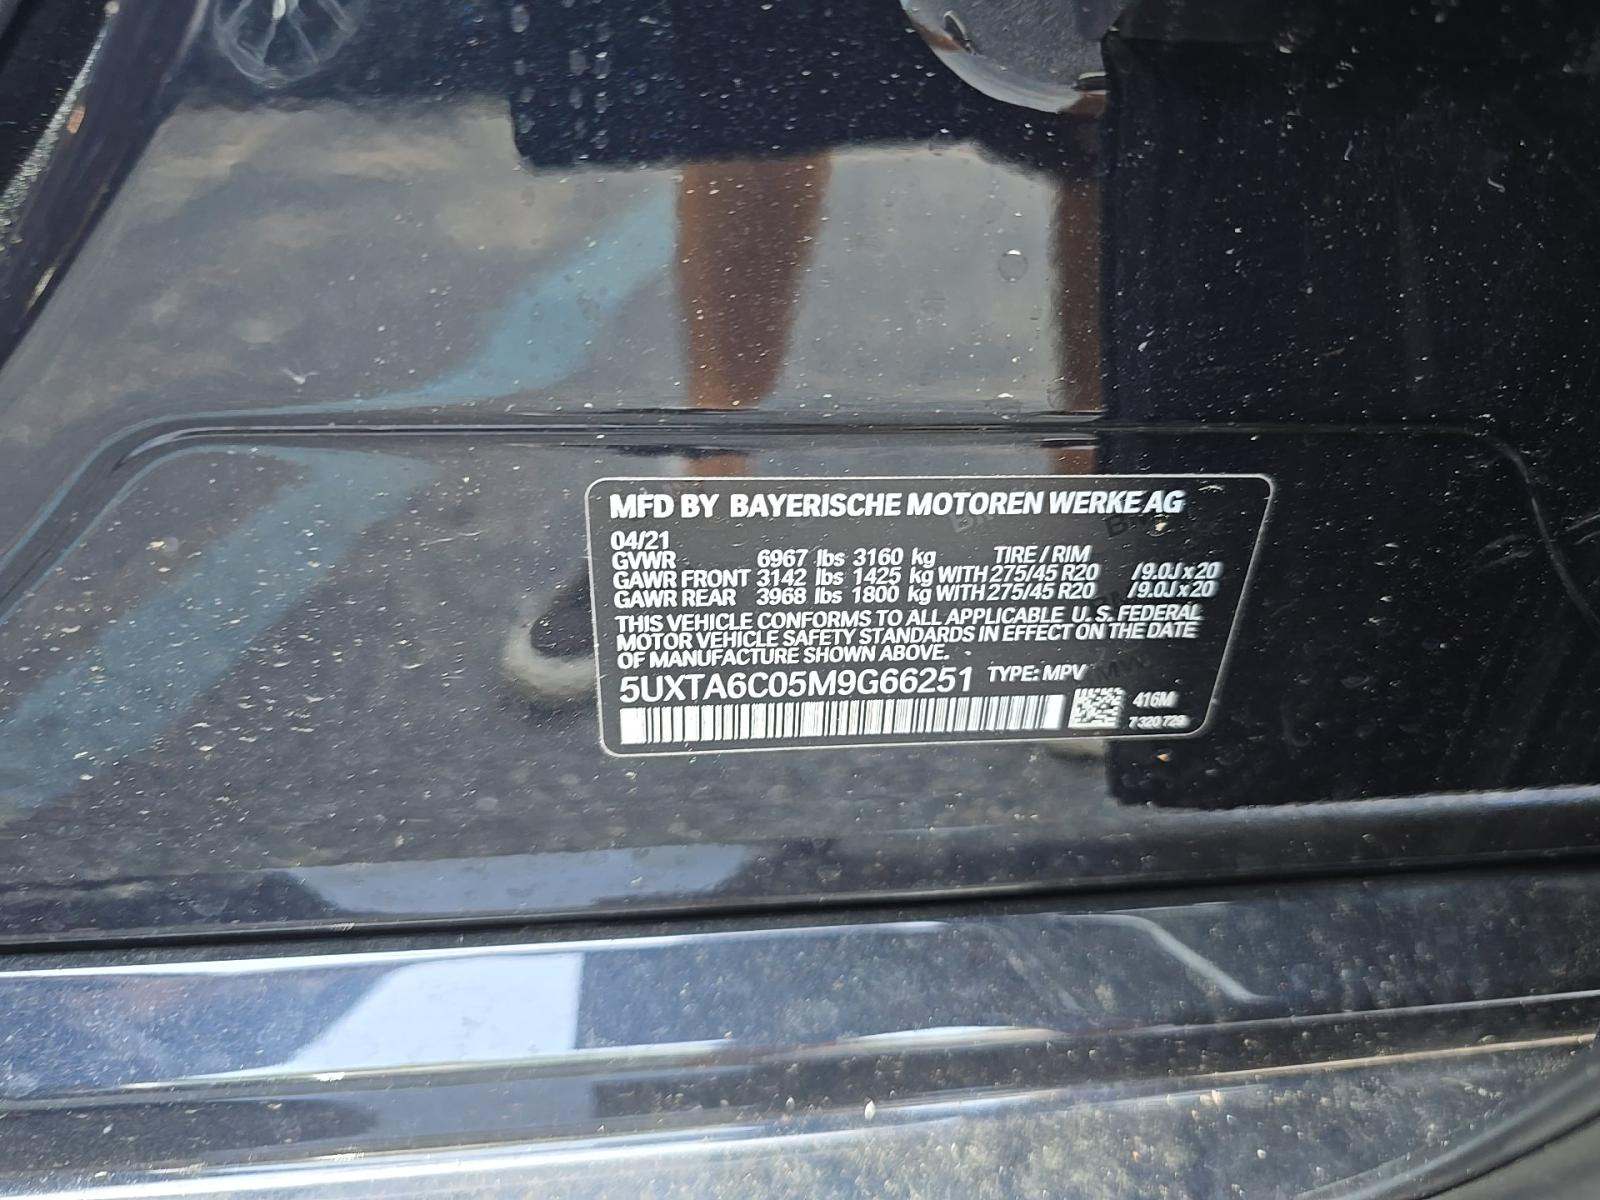 MFD BY BAYERISCHE MOTOREN WERKE AG
04/21
GVWR 6967 lbs 3160 kg TIRE / RIM
GAWR FRONT 3142 lbs 1425 kg WITH 275/45 R20 /9.0J x 20
GAWR REAR 3968 lbs 1800 kg WITH 275/45 R20 /9.0J x 20
THIS VEHICLE CONFORMS TO ALL APPLICABLE U.S. FEDERAL
MOTOR VEHICLE SAFETY STANDARDS IN EFFECT ON THE DATE
OF MANUFACTURE SHOWN ABOVE.
5UXTA6C05M9G66251 TYPE: MPV
416M
7320729